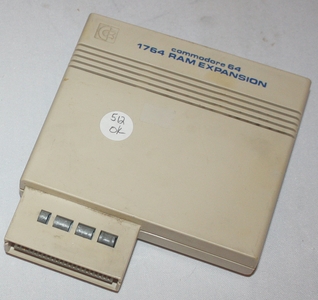 commodore 64
1764 RAM EXPANSION
512
OK